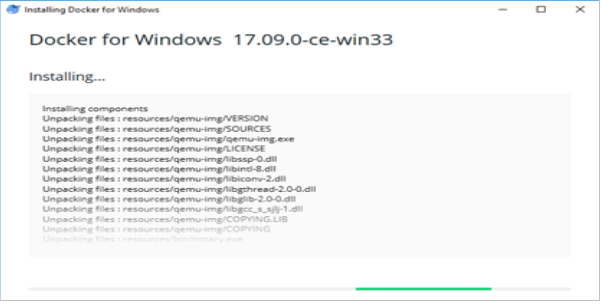 Installing Docker for Windows
Docker for Windows 17.09.0-ce-win33
Installing...
Installing components
Unpacking files : resources/qemu-img/VERSION
Unpacking files : resources/qemu-img/SOURCES
Unpacking files : resources/qemu-img/qemu-img.exe
Unpacking files : resources/qemu-img/LICENSE
Unpacking files : resources/qemu-img/libssp-0.dll
Unpacking files : resources/qemu-img/libintl-8.dll
Unpacking files : resources/qemu-img/libiconv-2.dll
Unpacking files : resources/qemu-img/libgthread-2.0-0.dll
Unpacking files : resources/qemu-img/libglib-2.0-0.dll
Unpacking files : resources/qemu-img/libgcc_s_sjlj-1.dll
Unpacking files : resources/qemu-img/COPYING.LIB
Unpacking files : resources/qemu-img/COPYING
Unpacking files : resources/bin/notary.exe